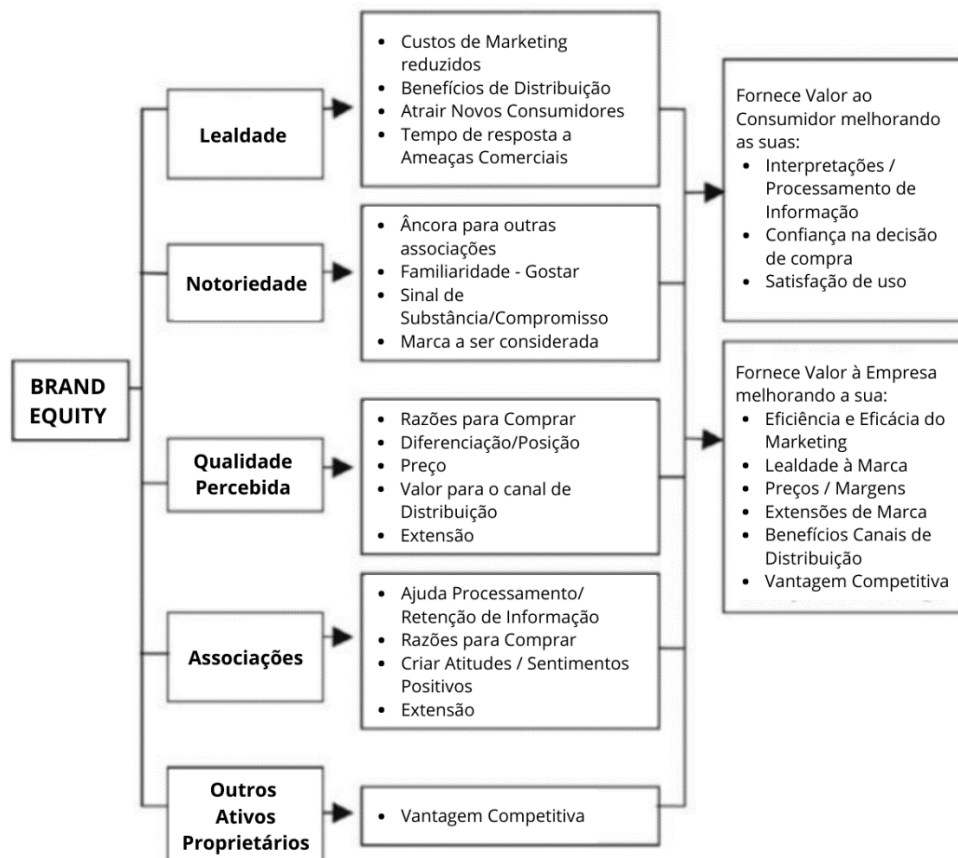 BRAND
EQUITY
Lealdade
• Custos de Marketing
reduzidos
• Benefícios de Distribuição
• Atrair Novos Consumidores
• Tempo de resposta a
Ameaças Comerciais
Notoriedade
• Âncora para outras
associações
• Familiaridade - Gostar
• Sinal de
Substância/Compromisso
• Marca a ser considerada
Qualidade
Percebida
• Razões para Comprar
• Diferenciação/Posição
• Preço
• Valor para o canal de
Distribuição
• Extensão
Associações
• Ajuda Processamento/
Retenção de Informação
• Razões para Comprar
• Criar Atitudes / Sentimentos
Positivos
• Extensão
Outros
Ativos
Proprietários
• Vantagem Competitiva
Fornece Valor ao
Consumidor melhorando
as suas:
• Interpretações /
Processamento de
Informação
• Confiança na decisão
de compra
• Satisfação de uso
Fornece Valor à Empresa
melhorando a sua:
• Eficiência e Eficácia do
Marketing
• Lealdade à Marca
• Preços / Margens
• Extensões de Marca
• Benefícios Canais de
Distribuição
• Vantagem Competitiva